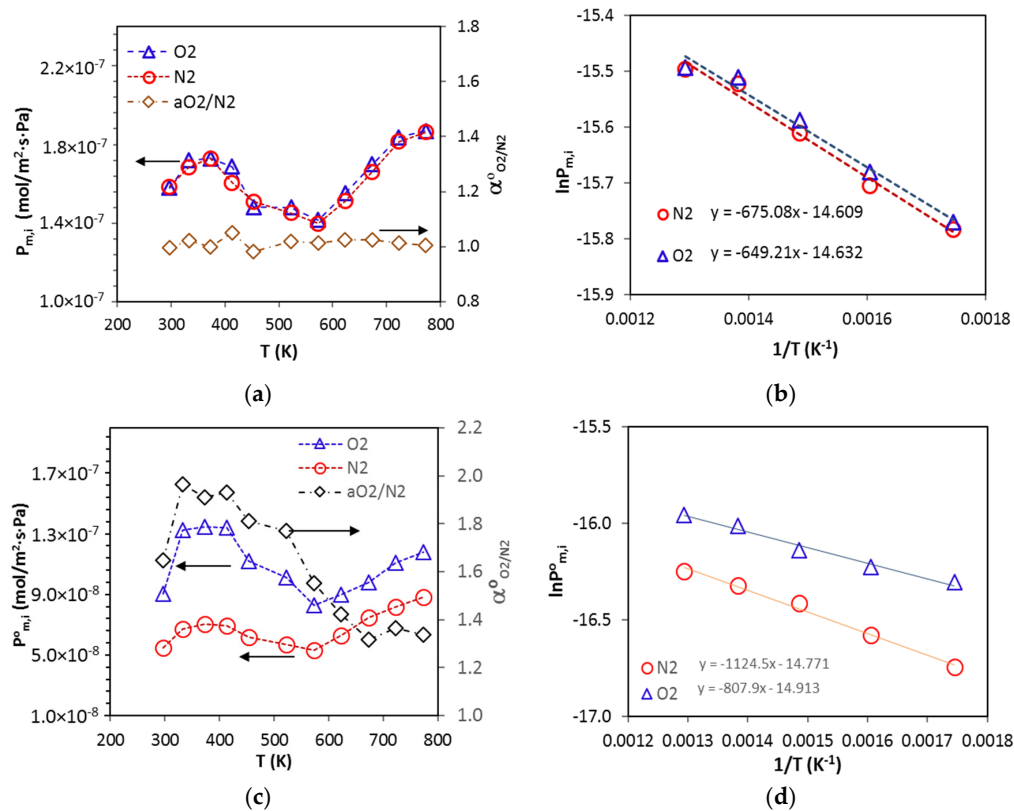 O2
N2
aO2/N2
2.2×10⁻⁷
1.8×10⁻⁷
1.4×10⁻⁷
1.0×10⁻⁷
Pm,i (mol/m²·s·Pa)
1.8
1.6
1.4
1.2
1.0
0.8
α°O2/N2
200 300 400 500 600 700 800
T (K)
(a)
-15.4
-15.5
-15.6
-15.7
-15.8
-15.9
lnPm,i
N2 y = -675.08x - 14.609
O2 y = -649.21x - 14.632
0.0012 0.0014 0.0016 0.0018
1/T (K⁻¹)
(b)
O2
N2
aO2/N2
1.7×10⁻⁷
1.3×10⁻⁷
9.0×10⁻⁸
5.0×10⁻⁸
1.0×10⁻⁸
P°m,i (mol/m²·s·Pa)
2.2
2.0
1.8
1.6
1.4
1.2
1.0
α°O2/N2
200 300 400 500 600 700 800
T (K)
(c)
-15.5
-16.0
-16.5
-17.0
lnP°m,i
N2 y = -1124.5x - 14.771
O2 y = -807.9x - 14.913
0.0012 0.0013 0.0014 0.0015 0.0016 0.0017 0.0018
1/T (K⁻¹)
(d)